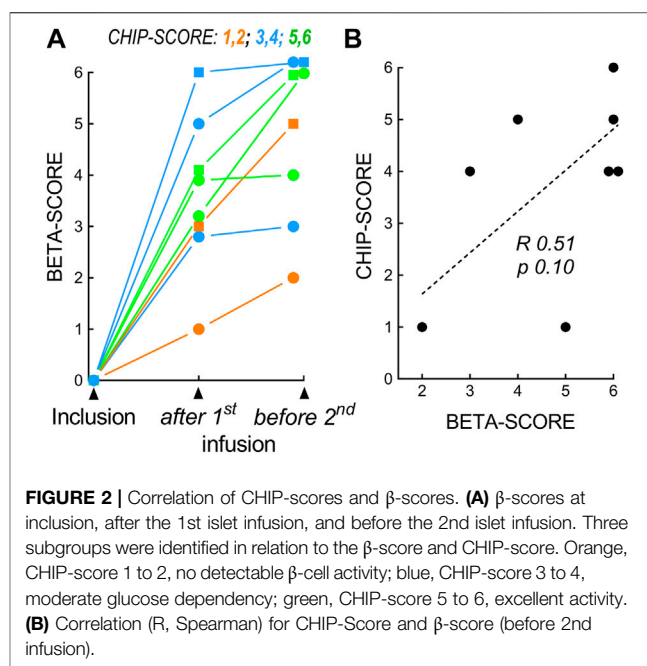 A CHIP-SCORE: 1,2; 3,4; 5,6
6
5
4
3
2
1
0
BETA-SCORE
Inclusion after 1st before 2nd
infusion
B
6
5
4
3
2
1
0
CHIP-SCORE
R 0.51
p 0.10
2 3 4 5 6
BETA-SCORE
FIGURE 2 | Correlation of CHIP-scores and β-scores. (A) β-scores at
inclusion, after the 1st islet infusion, and before the 2nd islet infusion. Three
subgroups were identified in relation to the β-score and CHIP-score. Orange,
CHIP-score 1 to 2, no detectable β-cell activity; blue, CHIP-score 3 to 4,
moderate glucose dependency; green, CHIP-score 5 to 6, excellent activity.
(B) Correlation (R, Spearman) for CHIP-Score and β-score (before 2nd
infusion).